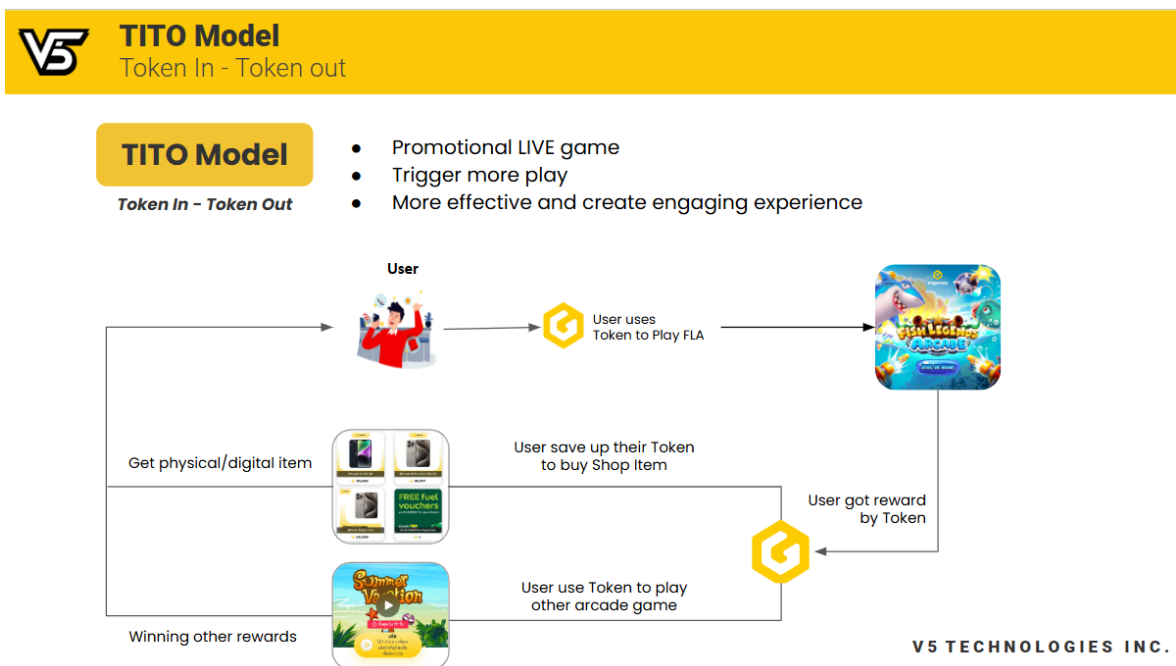 V5
TITO Model
Token In - Token out
TITO Model
Token In - Token Out
● Promotional LIVE game
● Trigger more play
● More effective and create engaging experience
User
User uses
Token to Play FLA
FISH LEGENDS
ARCADE
Get physical/digital item
FREE fuel
vouchers
User save up their Token
to buy Shop Item
User got reward
by Token
Summer
Vacation
User use Token to play
other arcade game
Winning other rewards
V5 TECHNOLOGIES INC.